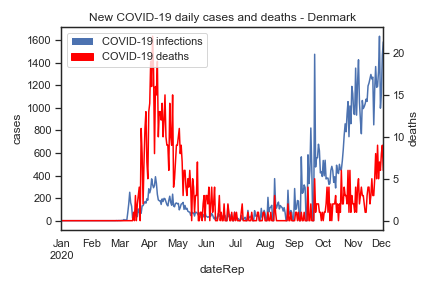 New COVID-19 daily cases and deaths - Denmark
COVID-19 infections
COVID-19 deaths
1600
1400
1200
1000
800
600
400
200
0
cases
20
15
10
5
0
deaths
Jan Feb Mar Apr May Jun Jul Aug Sep Oct Nov Dec
2020
dateRep